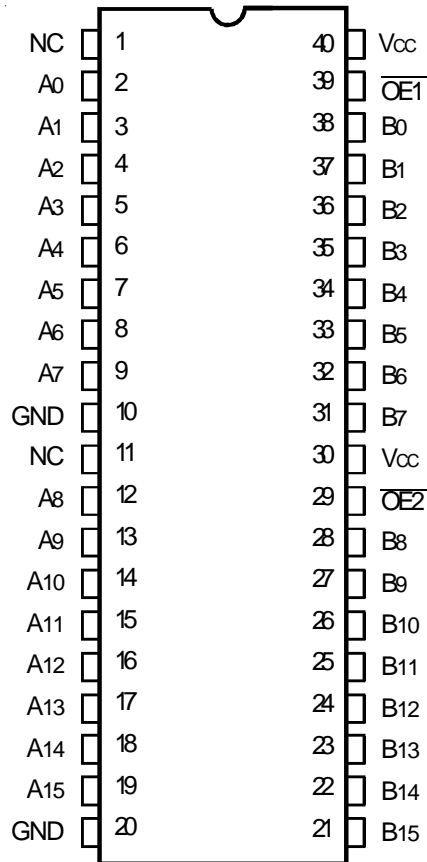 NC 1 40 Vcc
A0 2 39 OE1
A1 3 38 B0
A2 4 37 B1
A3 5 36 B2
A4 6 35 B3
A5 7 34 B4
A6 8 33 B5
A7 9 32 B6
GND 10 31 B7
NC 11 30 Vcc
A8 12 29 OE2
A9 13 28 B8
A10 14 27 B9
A11 15 26 B10
A12 16 25 B11
A13 17 24 B12
A14 18 23 B13
A15 19 22 B14
GND 20 21 B15